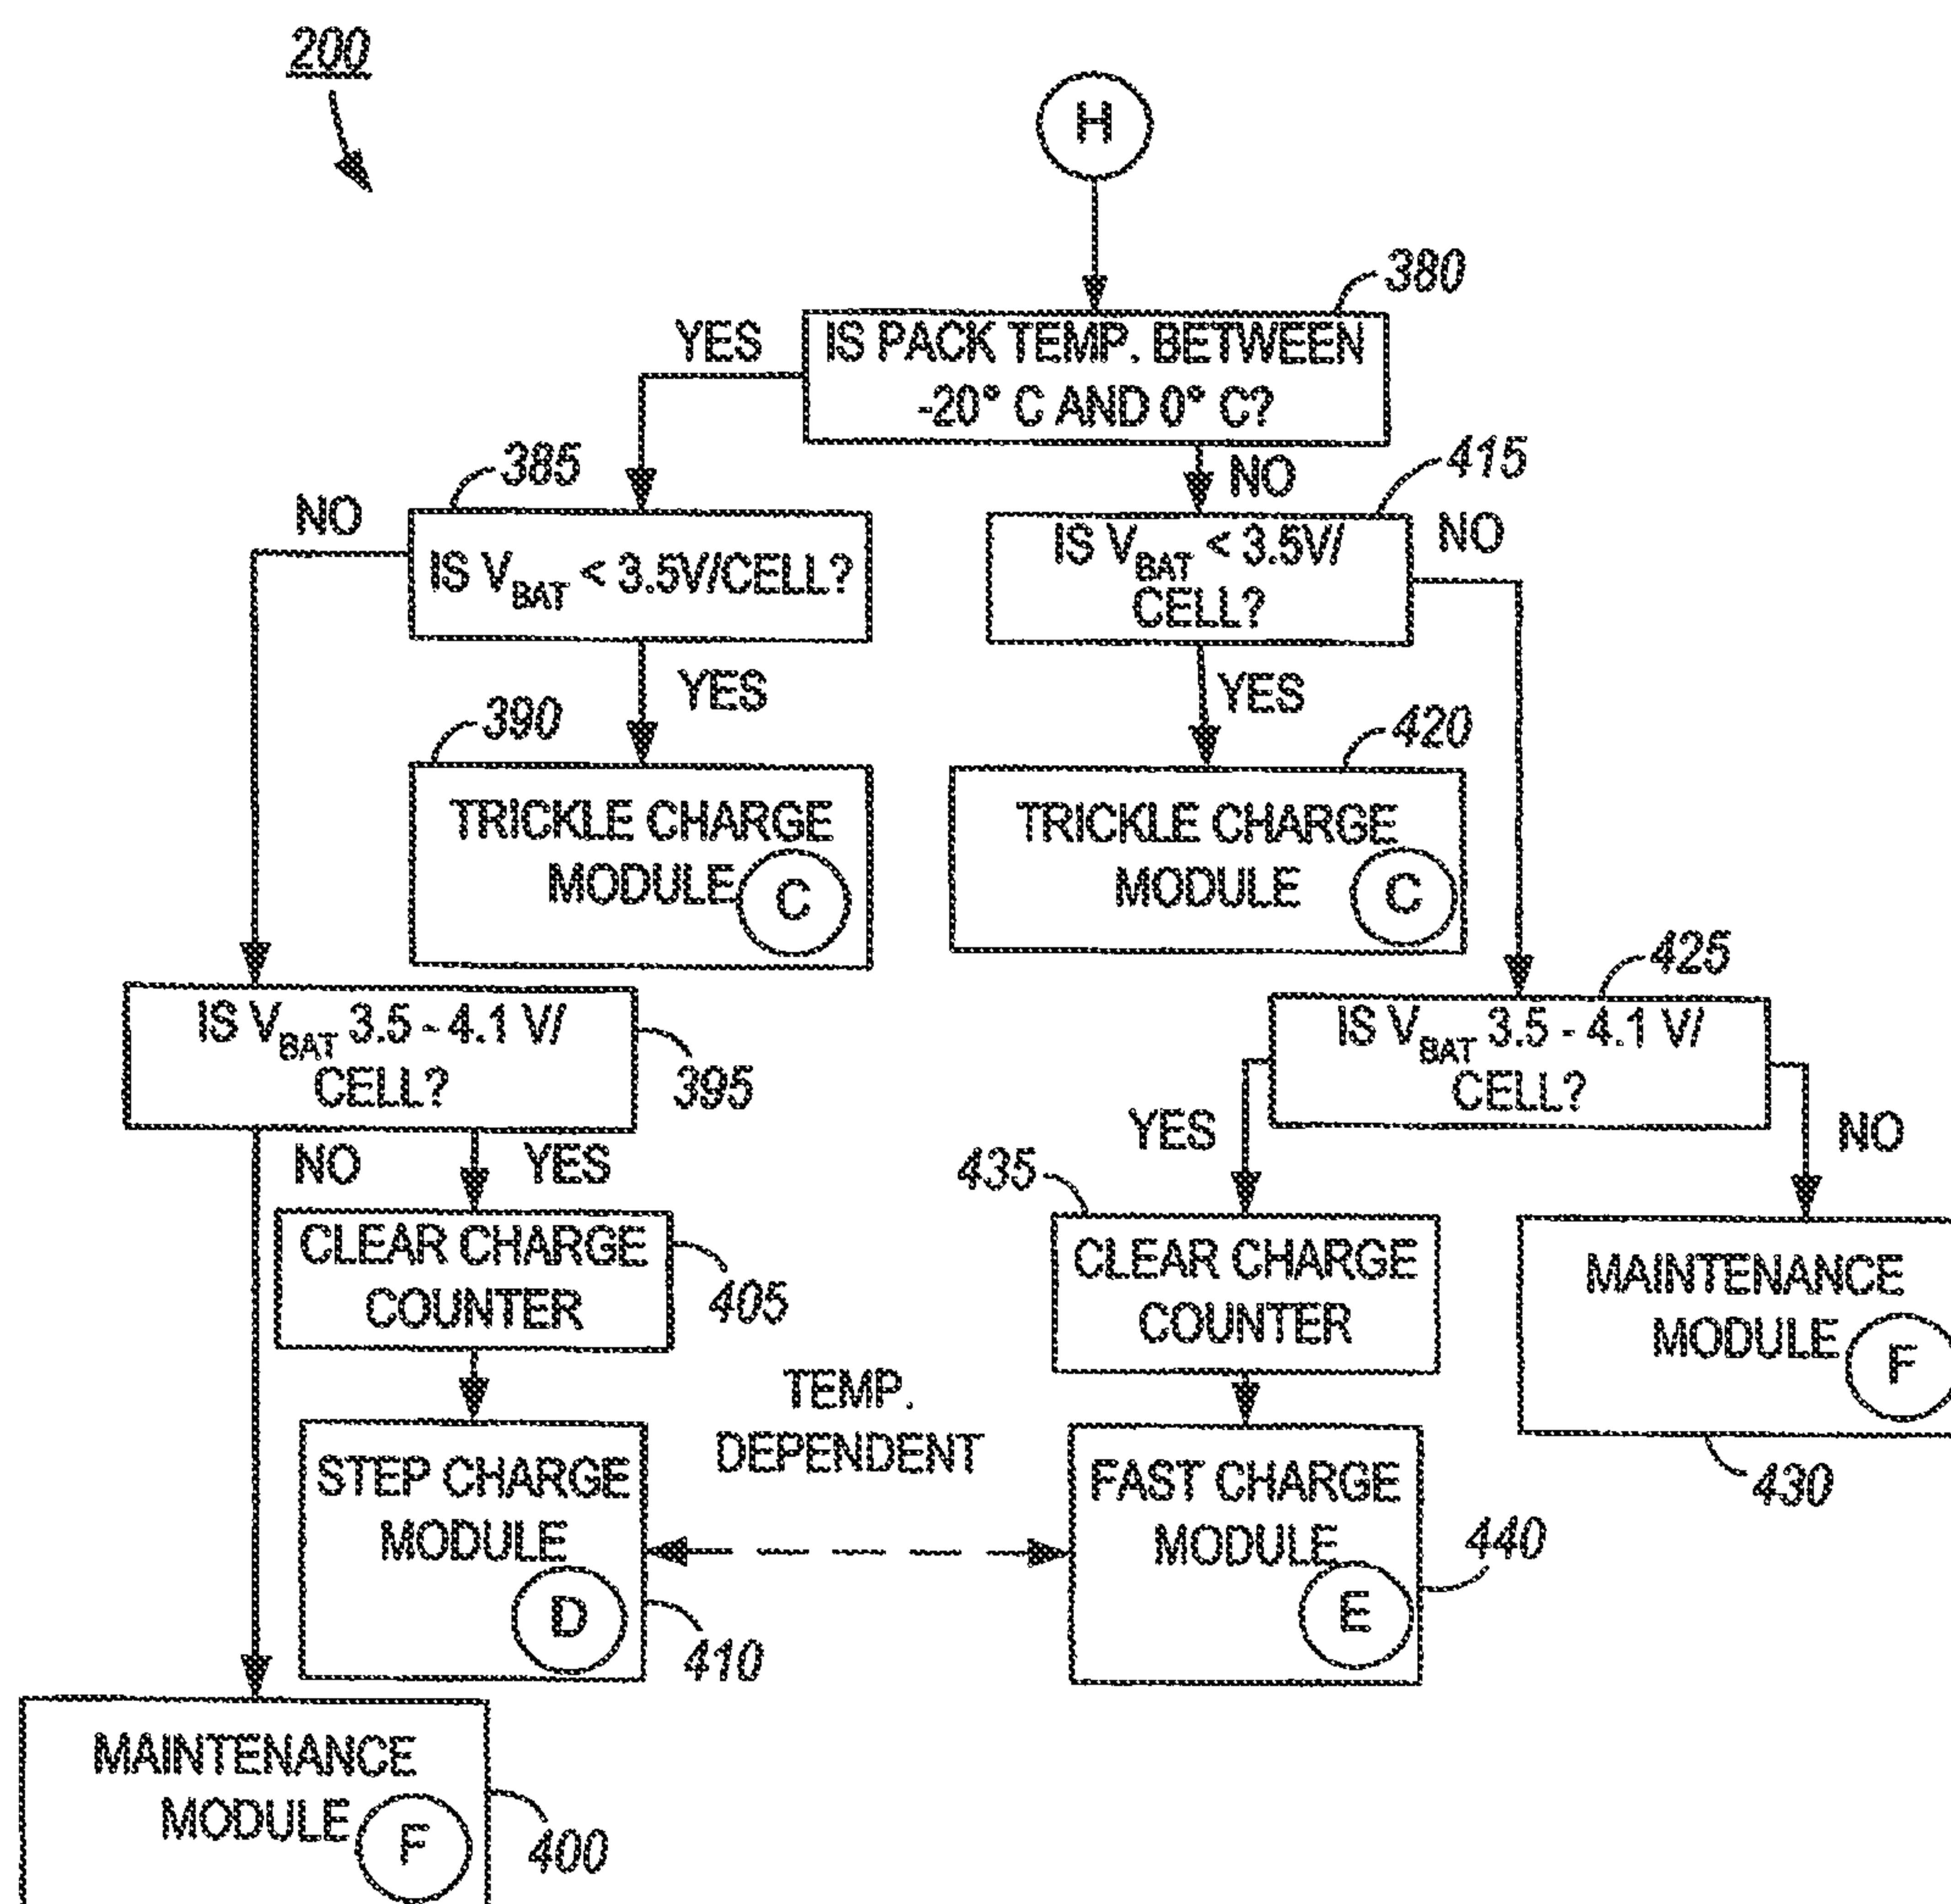 200
H
380
IS PACK TEMP. BETWEEN
-20° C AND 0° C?
YES
NO
385
IS VBAT < 3.5V/CELL?
NO
YES
415
IS VBAT < 3.5V/
CELL?
NO
YES
390
TRICKLE CHARGE
MODULE
C
420
TRICKLE CHARGE
MODULE
C
IS VBAT 3.5 - 4.1 V/
CELL?
395
NO
YES
425
IS VBAT 3.5 - 4.1 V/
CELL?
YES
NO
CLEAR CHARGE
COUNTER
405
435
CLEAR CHARGE
COUNTER
MAINTENANCE
MODULE
F
430
STEP CHARGE
MODULE
D
410
TEMP.
DEPENDENT
FAST CHARGE
MODULE
E
440
MAINTENANCE
MODULE
F
400